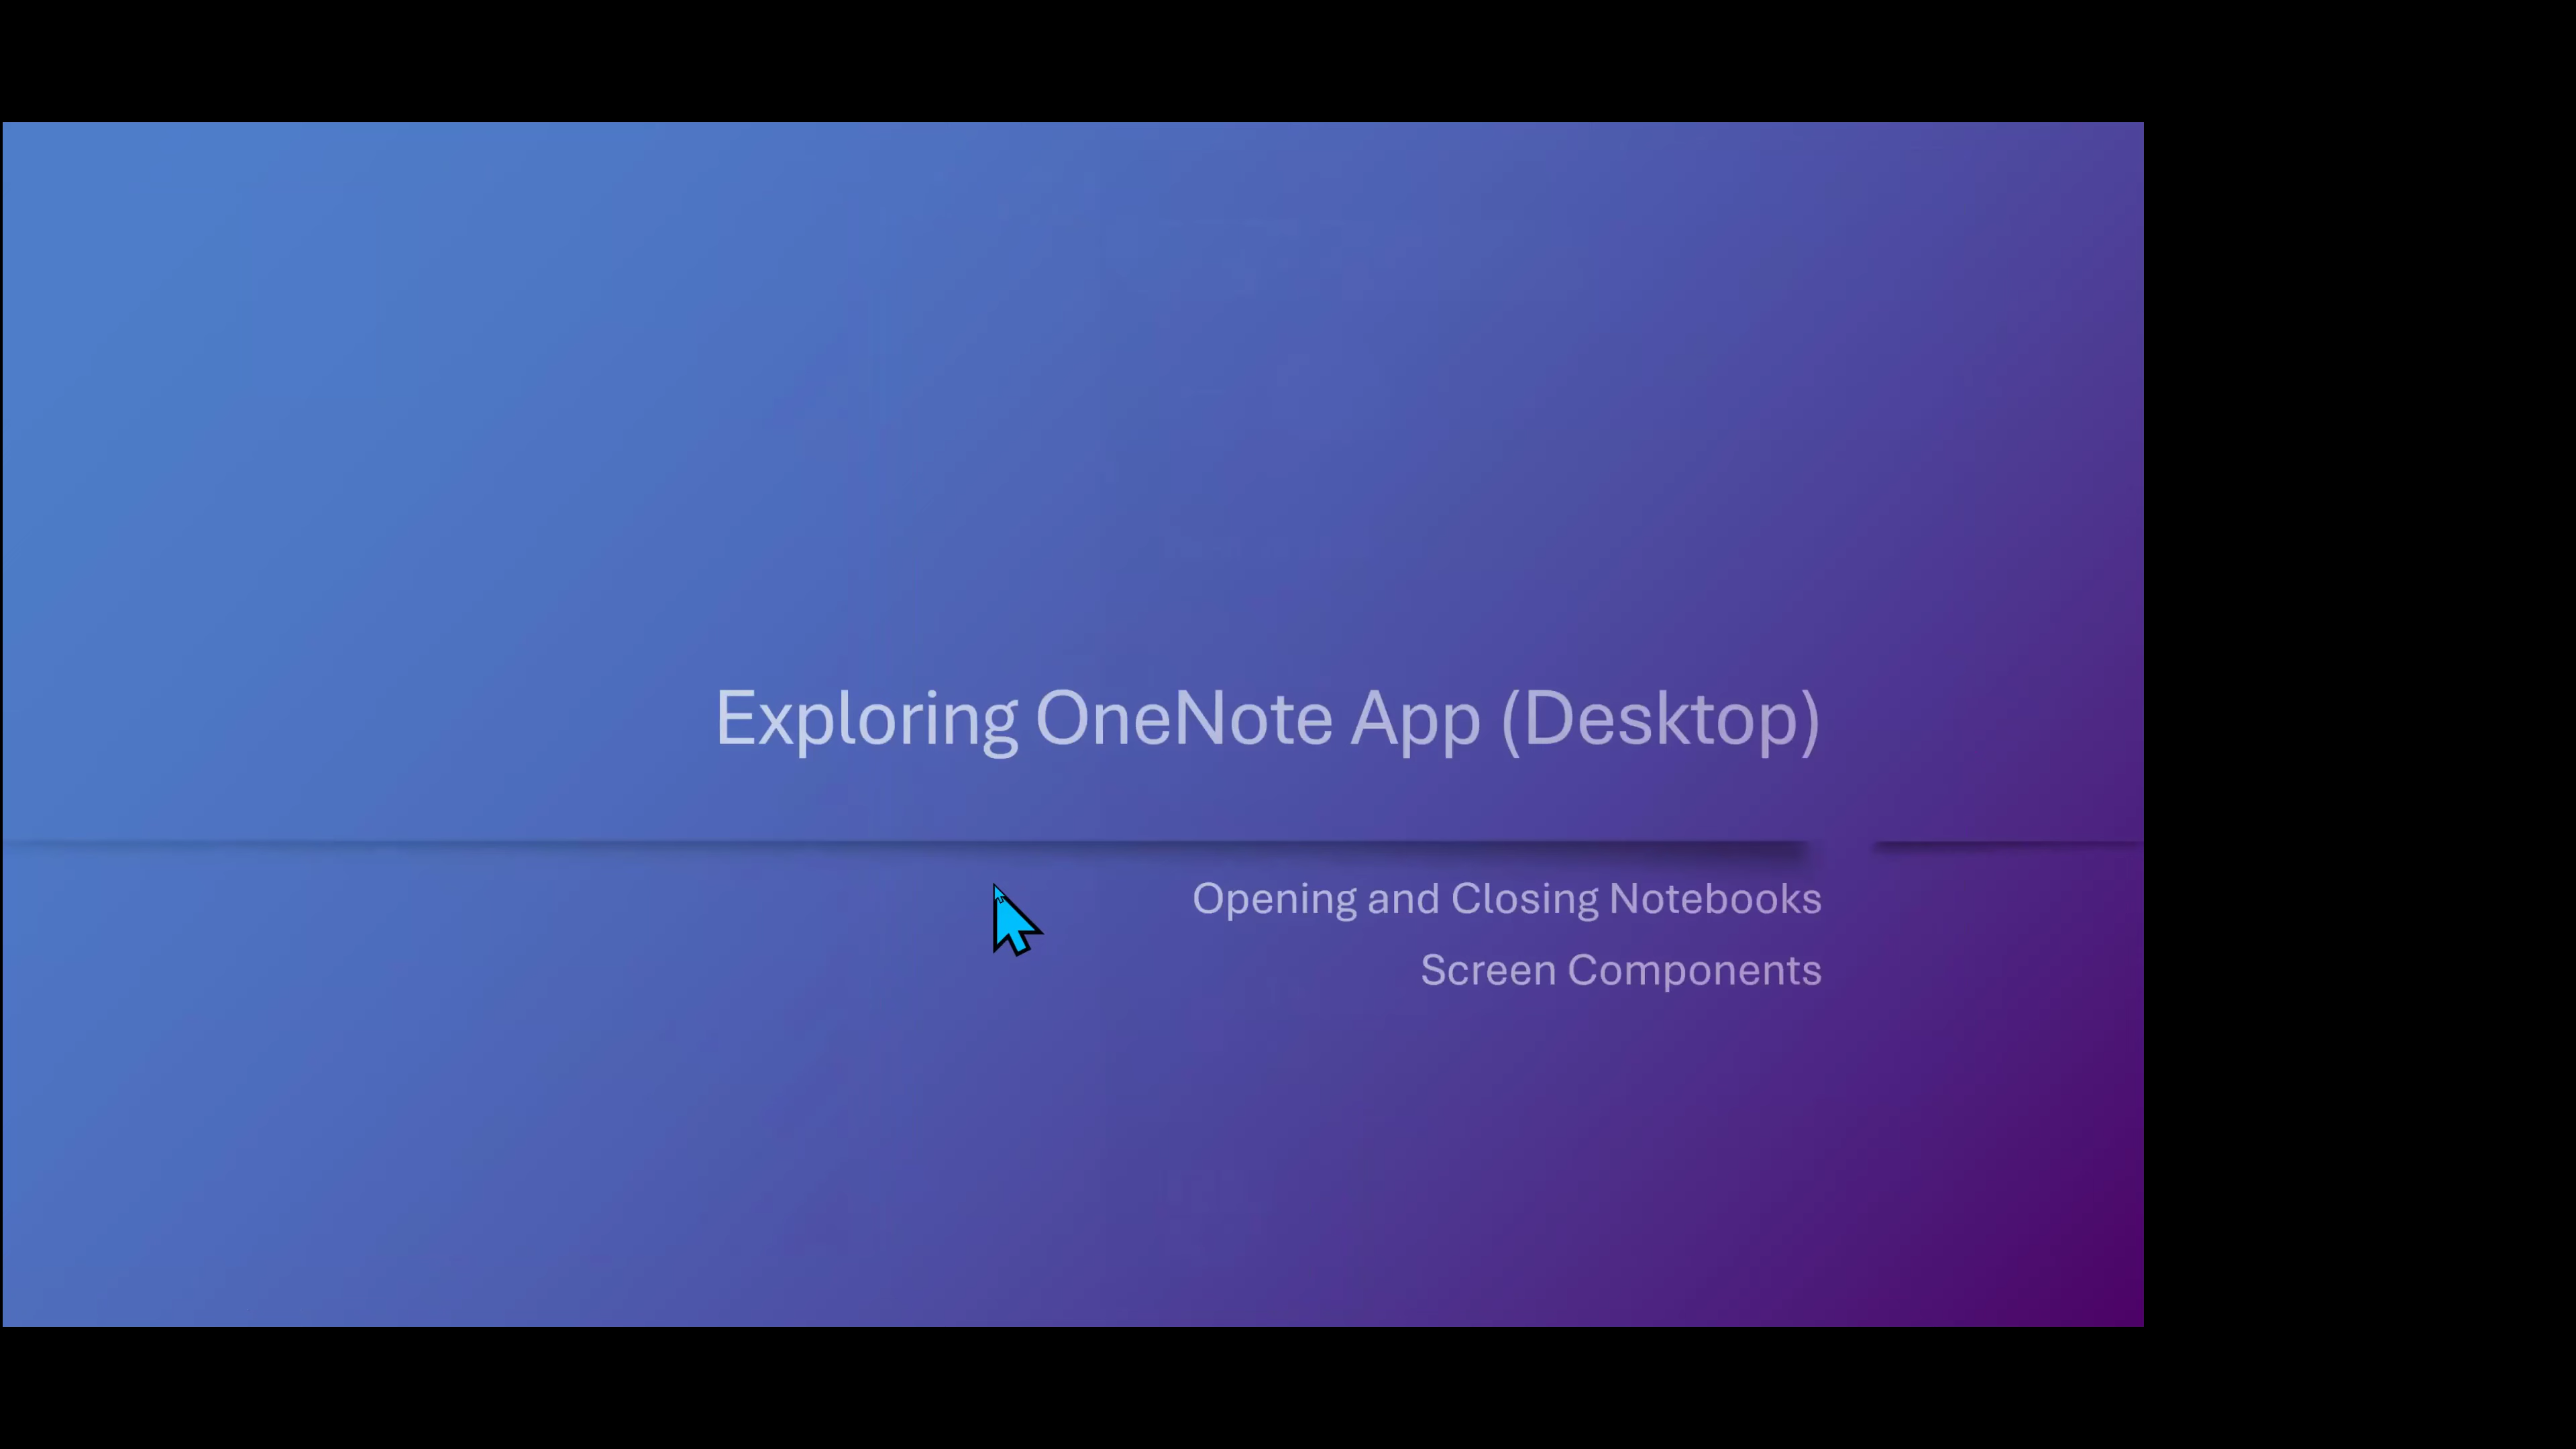 Exploring OneNote App (Desktop)
Opening and Closing Notebooks
Screen Components